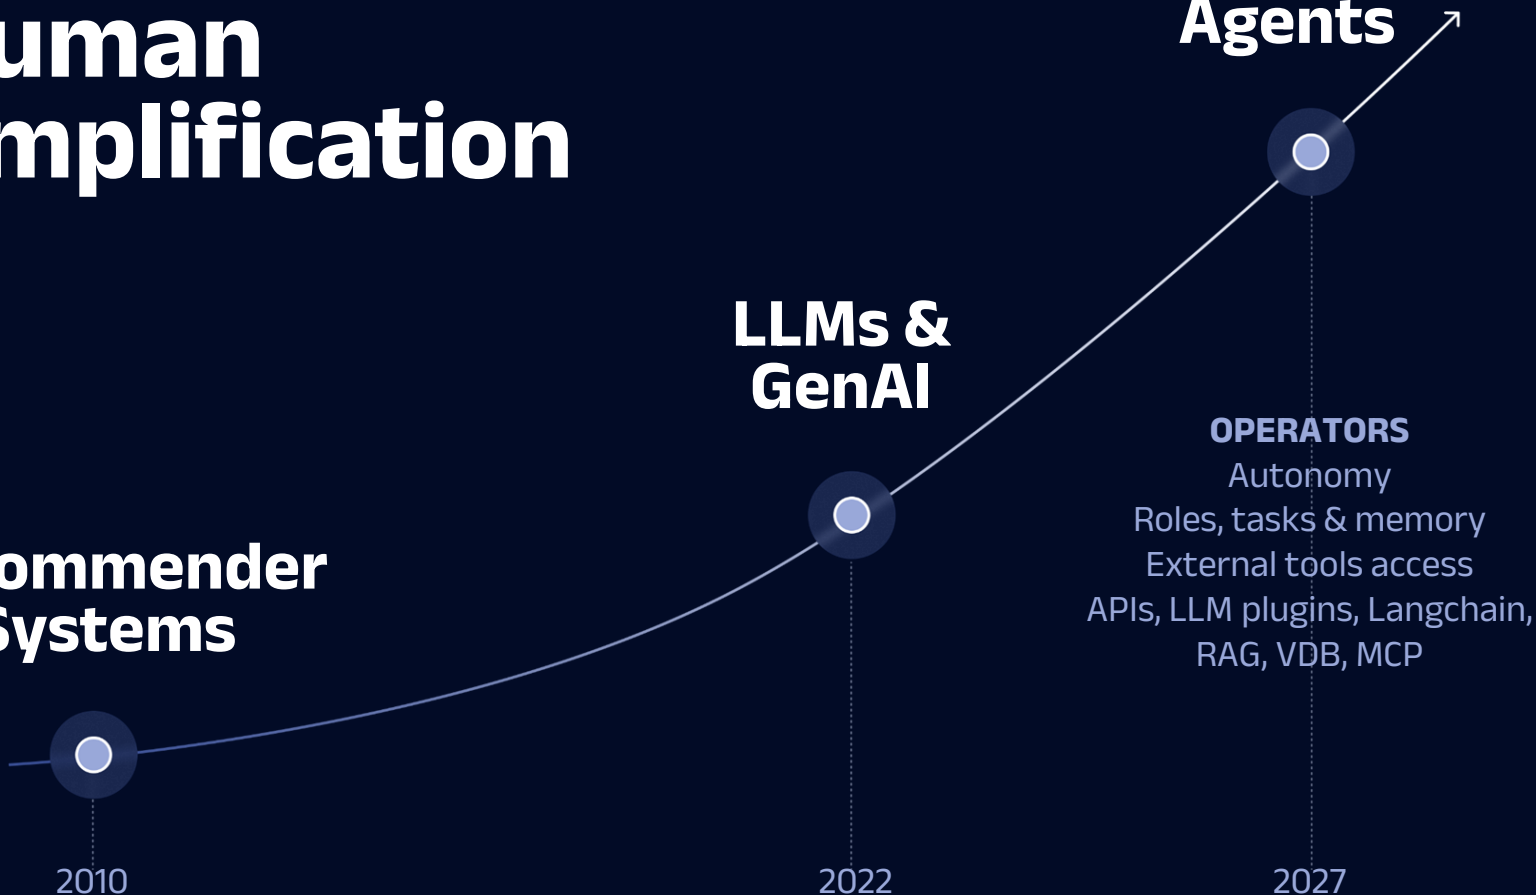 uman
mplification
Agents
LLMs &
GenAI
OPERATORS
Autonomy
Roles, tasks & memory
External tools access
APIs, LLM plugins, Langchain,
RAG, VDB, MCP
ommender
Systems
2010
2022
2027